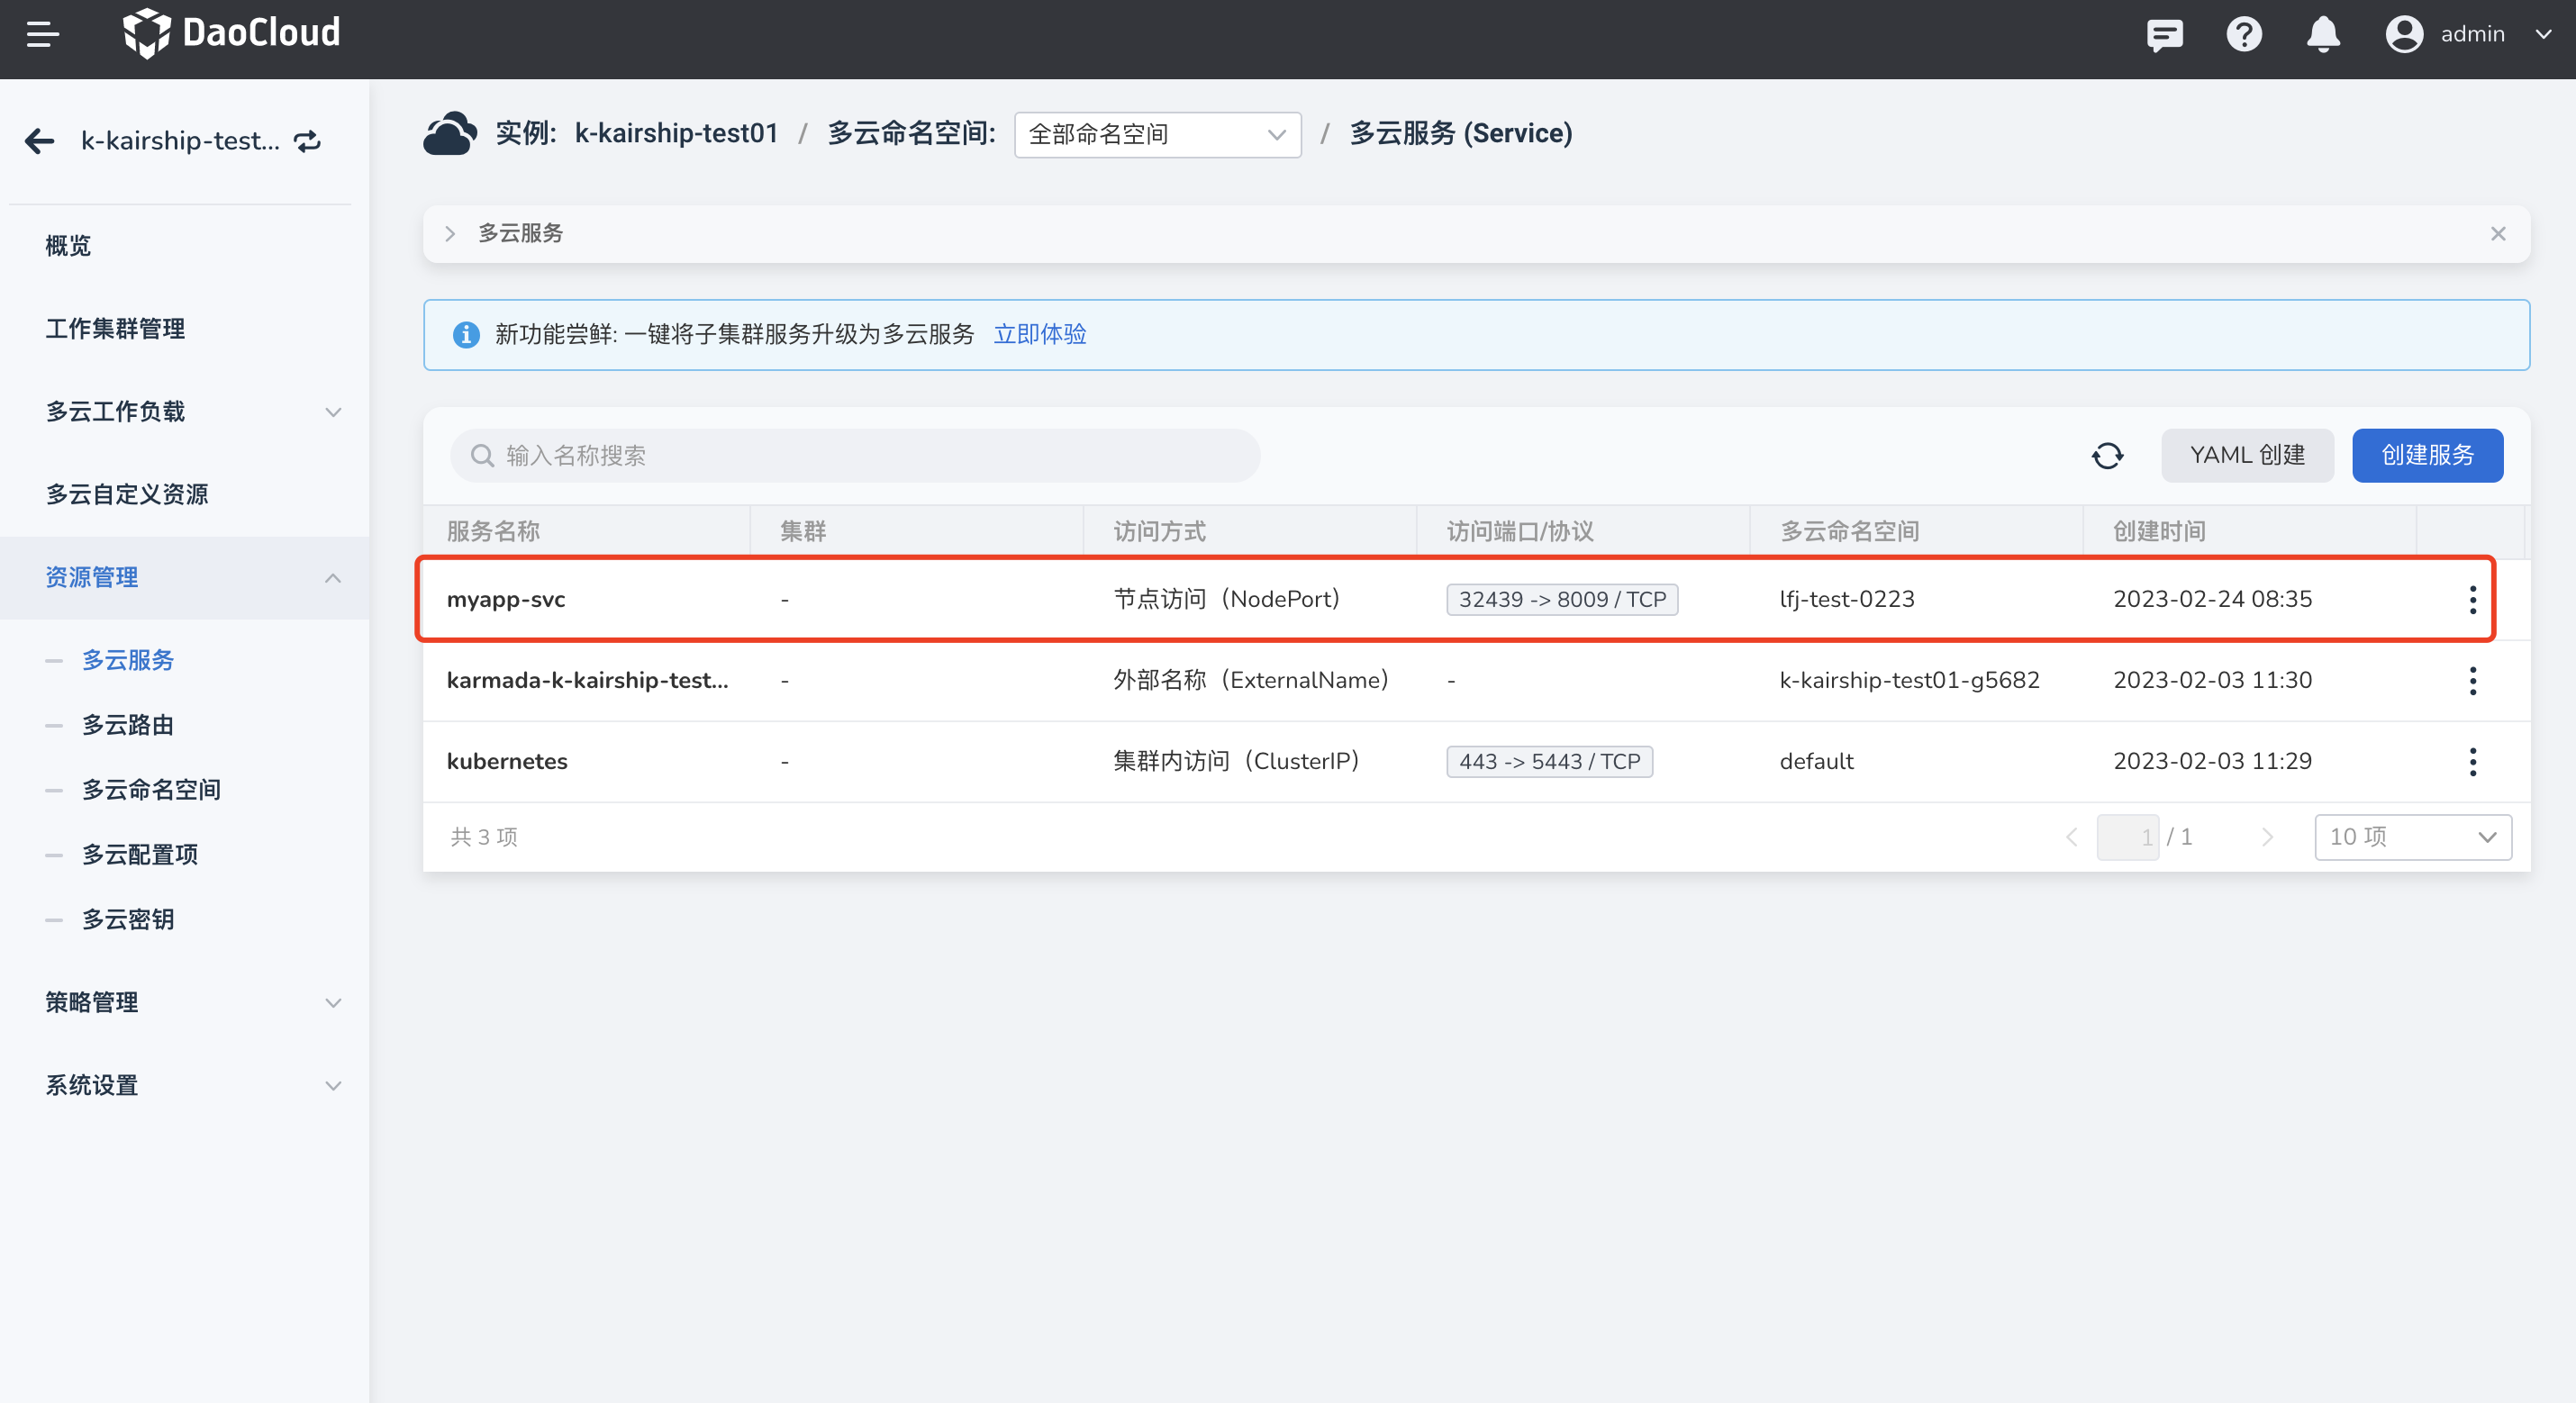 DaoCloud
admin
k-kairship-test...
实例: k-kairship-test01 / 多云命名空间: 全部命名空间 / 多云服务 (Service)
概览
工作集群管理
多云工作负载
多云自定义资源
资源管理
多云服务
多云路由
多云命名空间
多云配置项
多云密钥
策略管理
系统设置
多云服务
新功能尝鲜: 一键将子集群服务升级为多云服务 立即体验
输入名称搜索
YAML 创建
创建服务
服务名称 集群 访问方式 访问端口/协议 多云命名空间 创建时间
myapp-svc - 节点访问（NodePort） 32439 -> 8009 / TCP lfj-test-0223 2023-02-24 08:35
karmada-k-kairship-test... - 外部名称（ExternalName） - k-kairship-test01-g5682 2023-02-03 11:30
kubernetes - 集群内访问（ClusterIP） 443 -> 5443 / TCP default 2023-02-03 11:29
共 3 项
1 / 1
10 项